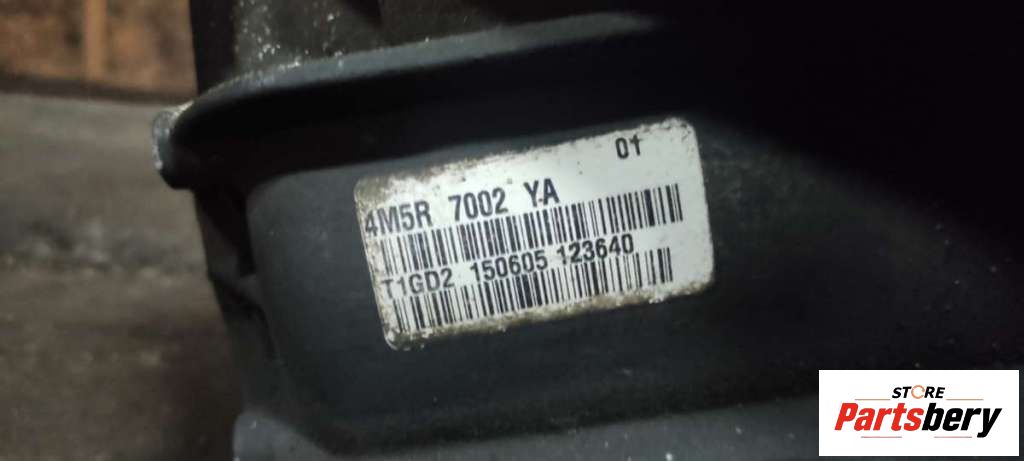 01
4M5R 7002 YA
T1GD2 150605 123640
STORE
Partsbery